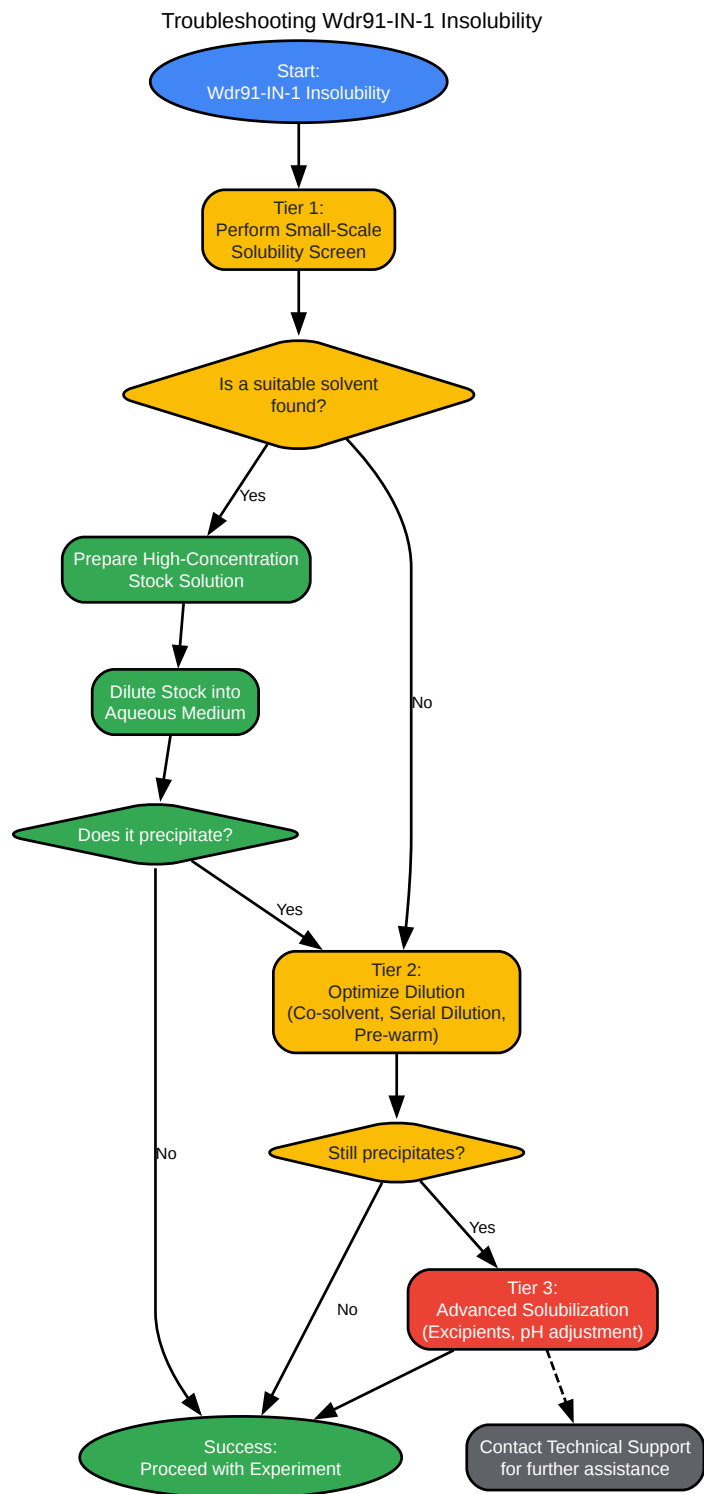 Troubleshooting Wdr91-IN-1 Insolubility
Start:
Wdr91-IN-1 Insolubility
Tier 1:
Perform Small-Scale
Solubility Screen
Is a suitable solvent
found?
Yes
Prepare High-Concentration
Stock Solution
Dilute Stock into
Aqueous Medium
No
Does it precipitate?
Yes
Tier 2:
Optimize Dilution
(Co-solvent, Serial Dilution,
Pre-warm)
No
Still precipitates?
Yes
Tier 3:
Advanced Solubilization
(Excipients, pH adjustment)
No
Success:
Proceed with Experiment
Contact Technical Support
for further assistance